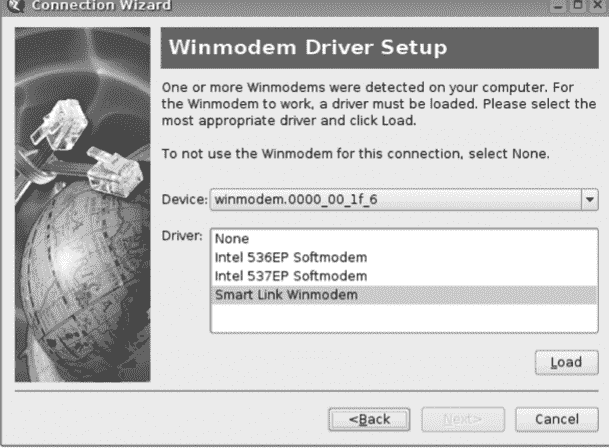 Connection Wizard
Winmodem Driver Setup
One or more Winmodems were detected on your computer. For
the Winmodem to work, a driver must be loaded. Please select the
most appropriate driver and click Load.
To not use the Winmodem for this connection, select None.
Device: winmodem.0000_00_1f_6
Driver:
None
Intel 536EP Softmodem
Intel 537EP Softmodem
Smart Link Winmodem
Load
<Back Next> Cancel